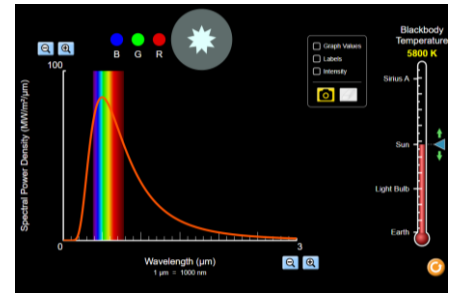 Blackbody
Temperature
5800 K
B G R
Graph Values
Labels
Intensity
100
Spectral Power Density (MW/m²/μm)
Sirius A
Sun
Light Bulb
Earth
0
3
Wavelength (μm)
1 μm = 1000 nm